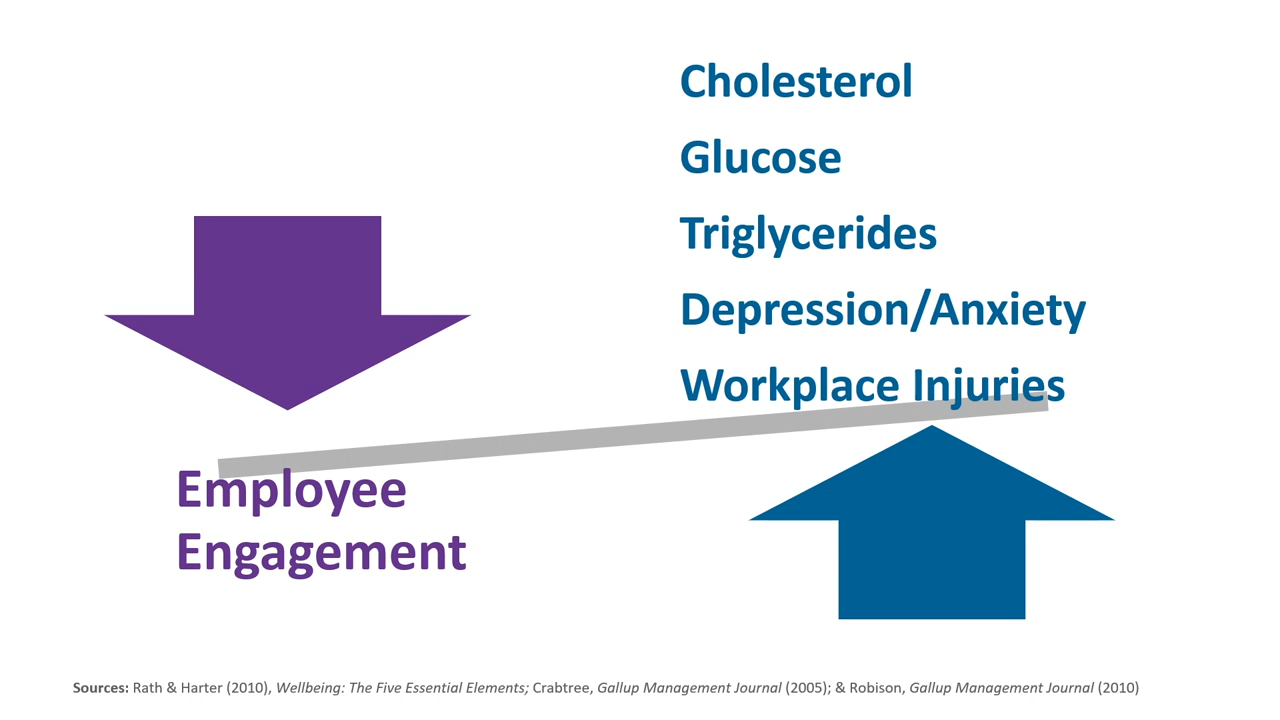 Cholesterol
Glucose
Triglycerides
Depression/Anxiety
Workplace Injuries
Employee
Engagement
Sources: Rath & Harter (2010), Wellbeing: The Five Essential Elements; Crabtree, Gallup Management Journal (2005); & Robison, Gallup Management Journal (2010)